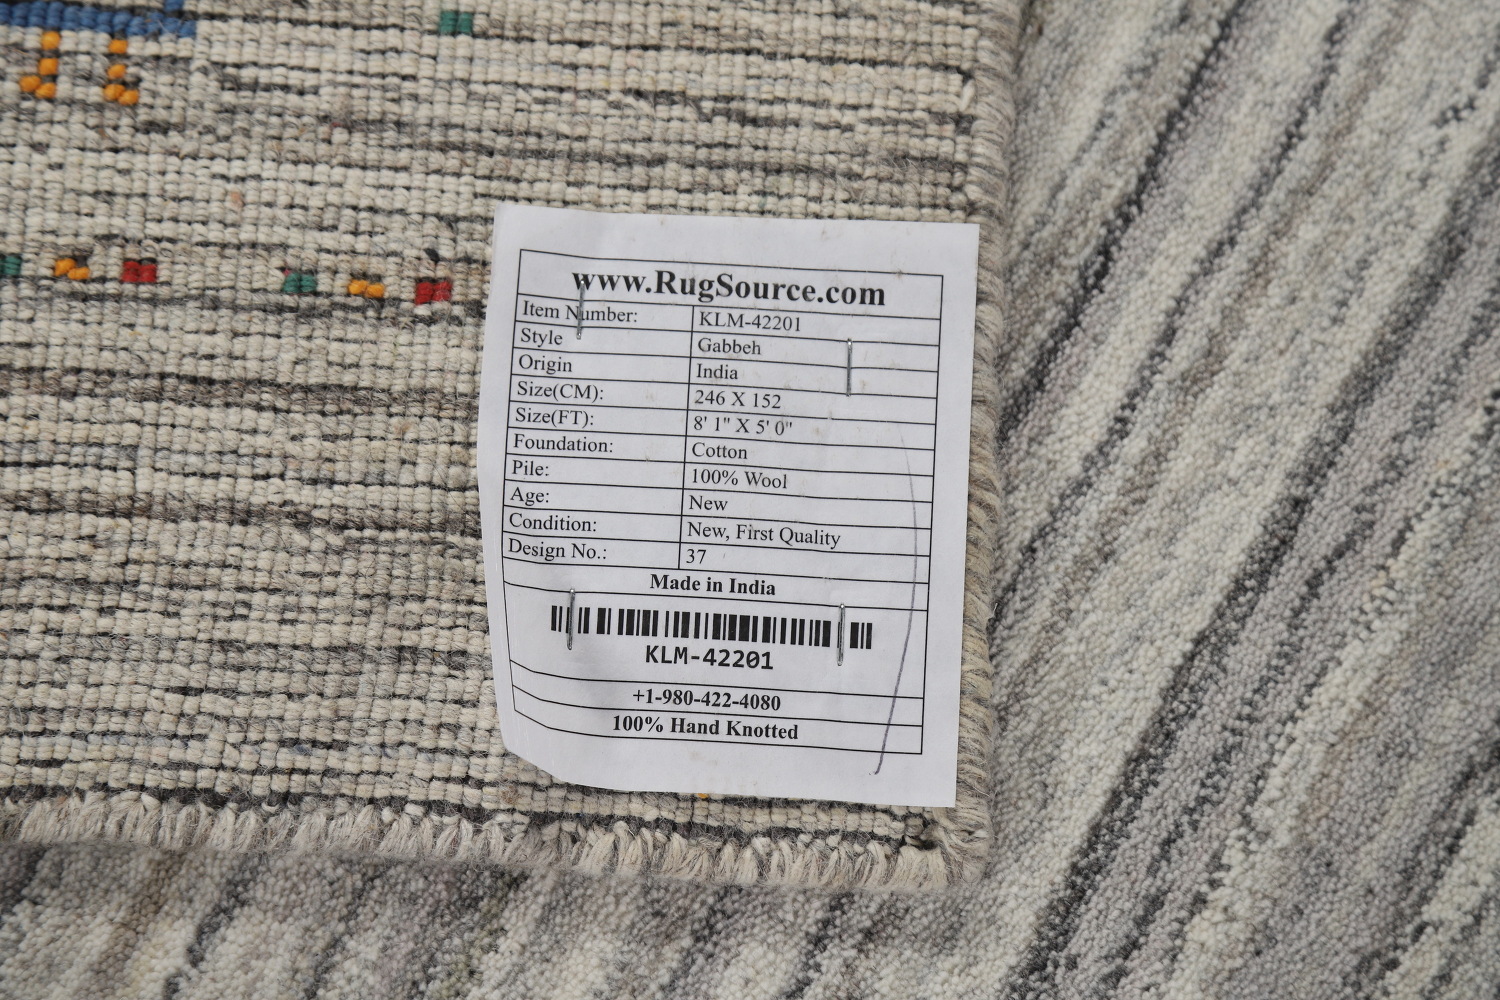 www.RugSource.com
Item Number: KLM-42201
Style Gabbeh
Origin India
Size(CM): 246 X 152
Size(FT): 8' 1" X 5' 0"
Foundation: Cotton
Pile: 100% Wool
Age: New
Condition: New, First Quality
Design No.: 37
Made in India
KLM-42201
+1-980-422-4080
100% Hand Knotted